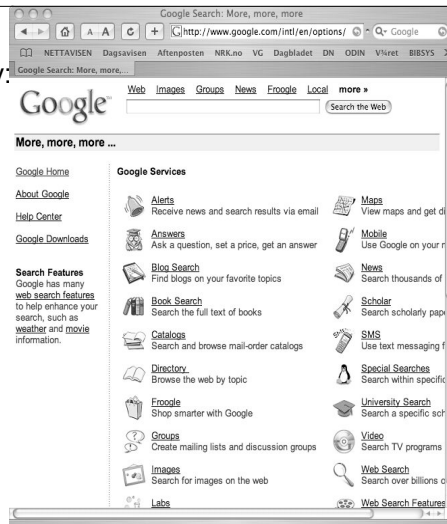 y:
Google Search: More, more, more
A A C + http://www.google.com/intl/en/options/ Q Google
NETTAVISEN Dagsavisen Aftenposten NRK.no VG Dagbladet DN ODIN V¼ret BIBSYS
Google Search: More, more,...
Google
Web Images Groups News Froogle Local more »
Search the Web
More, more, more ...
Google Home
About Google
Help Center
Google Downloads
Search Features
Google has many
web search features
to help enhance your
search, such as
weather and movie
information.
Google Services
Alerts
Receive news and search results via email
Answers
Ask a question, set a price, get an answer
Blog Search
Find blogs on your favorite topics
Book Search
Search the full text of books
Catalogs
Search and browse mail-order catalogs
Directory
Browse the web by topic
Froogle
Shop smarter with Google
Groups
Create mailing lists and discussion groups
Images
Search for images on the web
Labs
Maps
View maps and get di
Mobile
Use Google on your
News
Search thousands of
Scholar
Search scholarly pap
SMS
Use text messaging f
Special Searches
Search within specific
University Search
Search a specific sch
Video
Search TV programs
Web Search
Search over billions o
Web Search Features